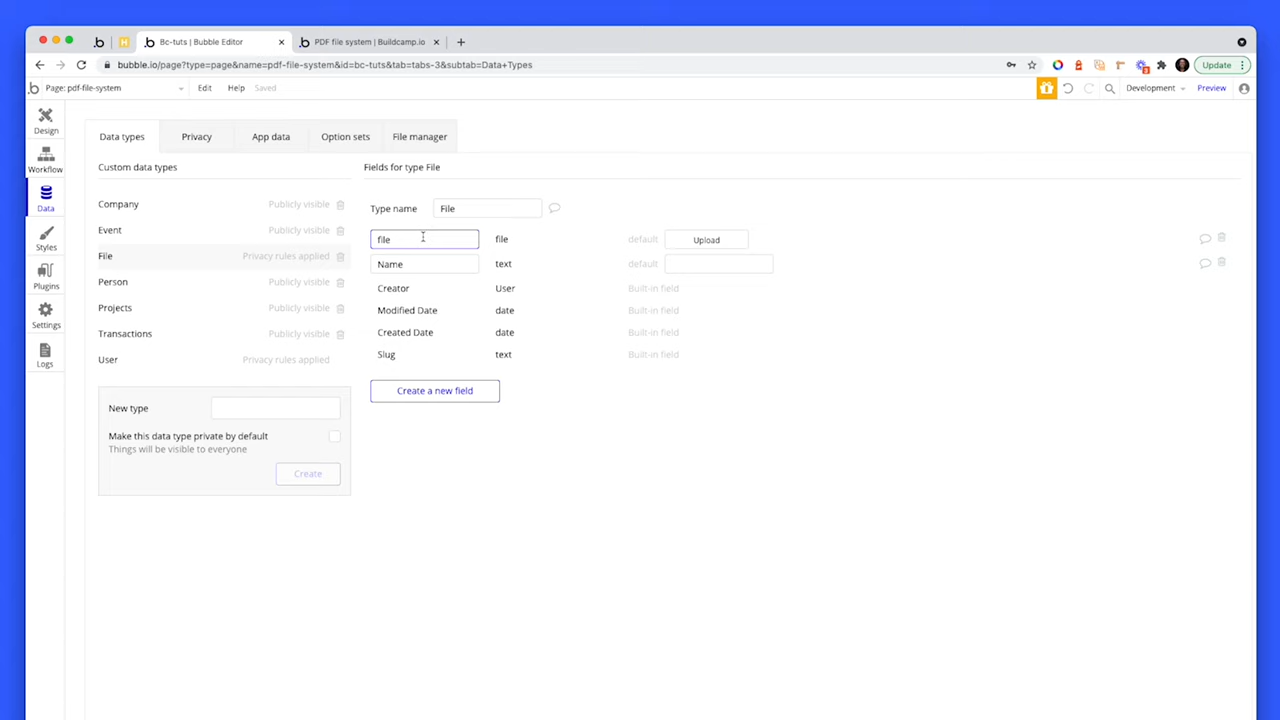 Bc-tuts | Bubble Editor
PDF file system | Buildcamp.io
bubble.io/page?type=page&name=pdf-file-system&id=bc-tuts&tab=tabs-3&subtab=Data+Types
Update
Page: pdf-file-system
Edit
Help
Saved
Development
Preview
Design
Workflow
Data
Styles
Plugins
Settings
Logs
Data types
Privacy
App data
Option sets
File manager
Custom data types
Company Publicly visible
Event Publicly visible
File Privacy rules applied
Person Publicly visible
Projects Publicly visible
Transactions Publicly visible
User Privacy rules applied
New type
Make this data type private by default
Things will be visible to everyone
Create
Fields for type File
Type name File
file file default Upload
Name text default
Creator User Built-in field
Modified Date date Built-in field
Created Date date Built-in field
Slug text Built-in field
Create a new field